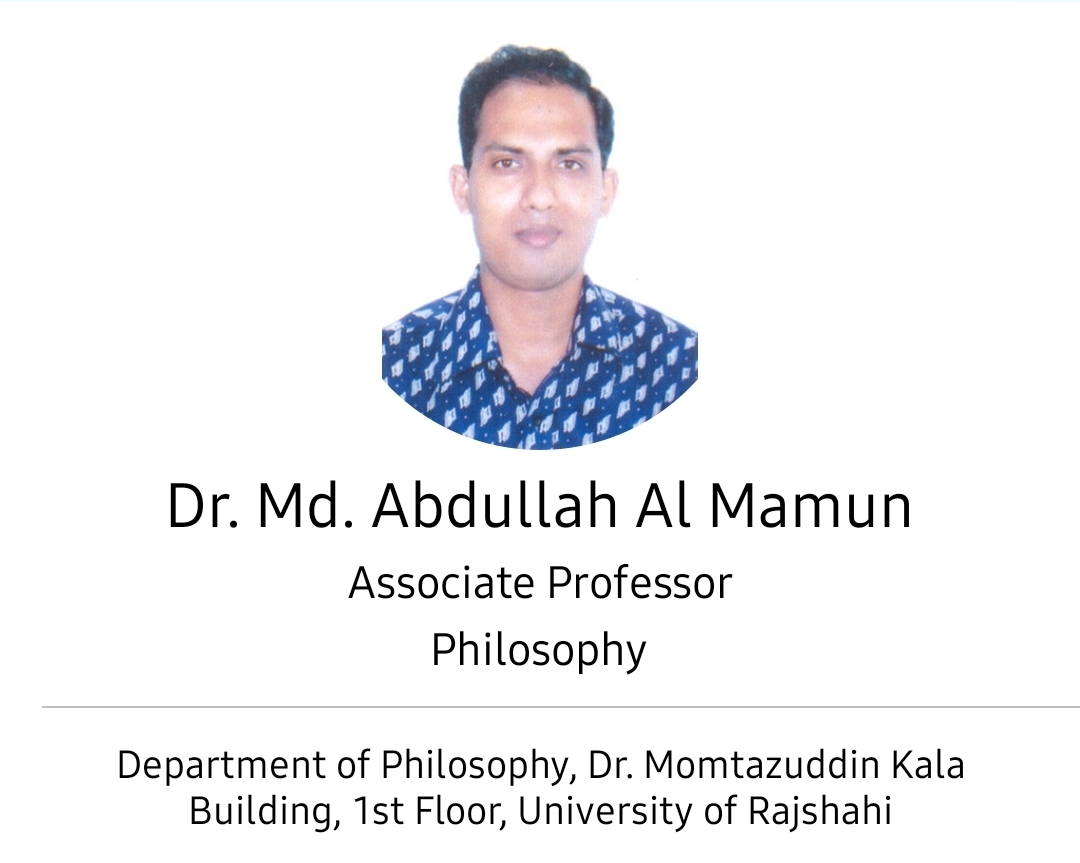 Dr. Md. Abdullah Al Mamun
Associate Professor
Philosophy
Department of Philosophy, Dr. Momtazuddin Kala
Building, 1st Floor, University of Rajshahi